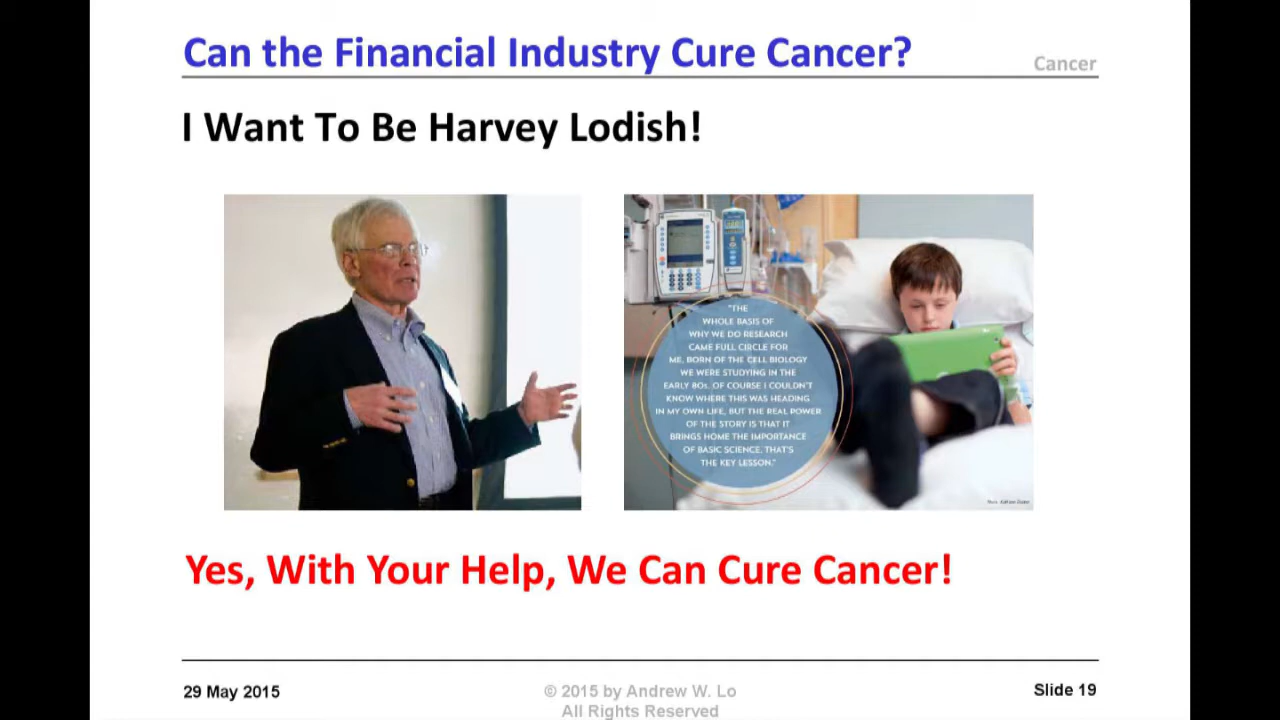 Can the Financial Industry Cure Cancer?
Cancer
I Want To Be Harvey Lodish!
"THE
WHOLE BASIS OF
WHY WE DO RESEARCH
CAME FULL CIRCLE FOR
ME. BORN OF THE CELL BIOLOGY
WE WERE STUDYING IN THE
EARLY 80s. OF COURSE I COULDN'T
KNOW WHERE THIS WAS HEADING
IN MY OWN LIFE, BUT THE REAL POWER
OF THE STORY IS THAT IT
BRINGS HOME THE IMPORTANCE
OF BASIC SCIENCE. THAT'S
THE KEY LESSON."
Yes, With Your Help, We Can Cure Cancer!
29 May 2015
© 2015 by Andrew W. Lo
All Rights Reserved
Slide 19